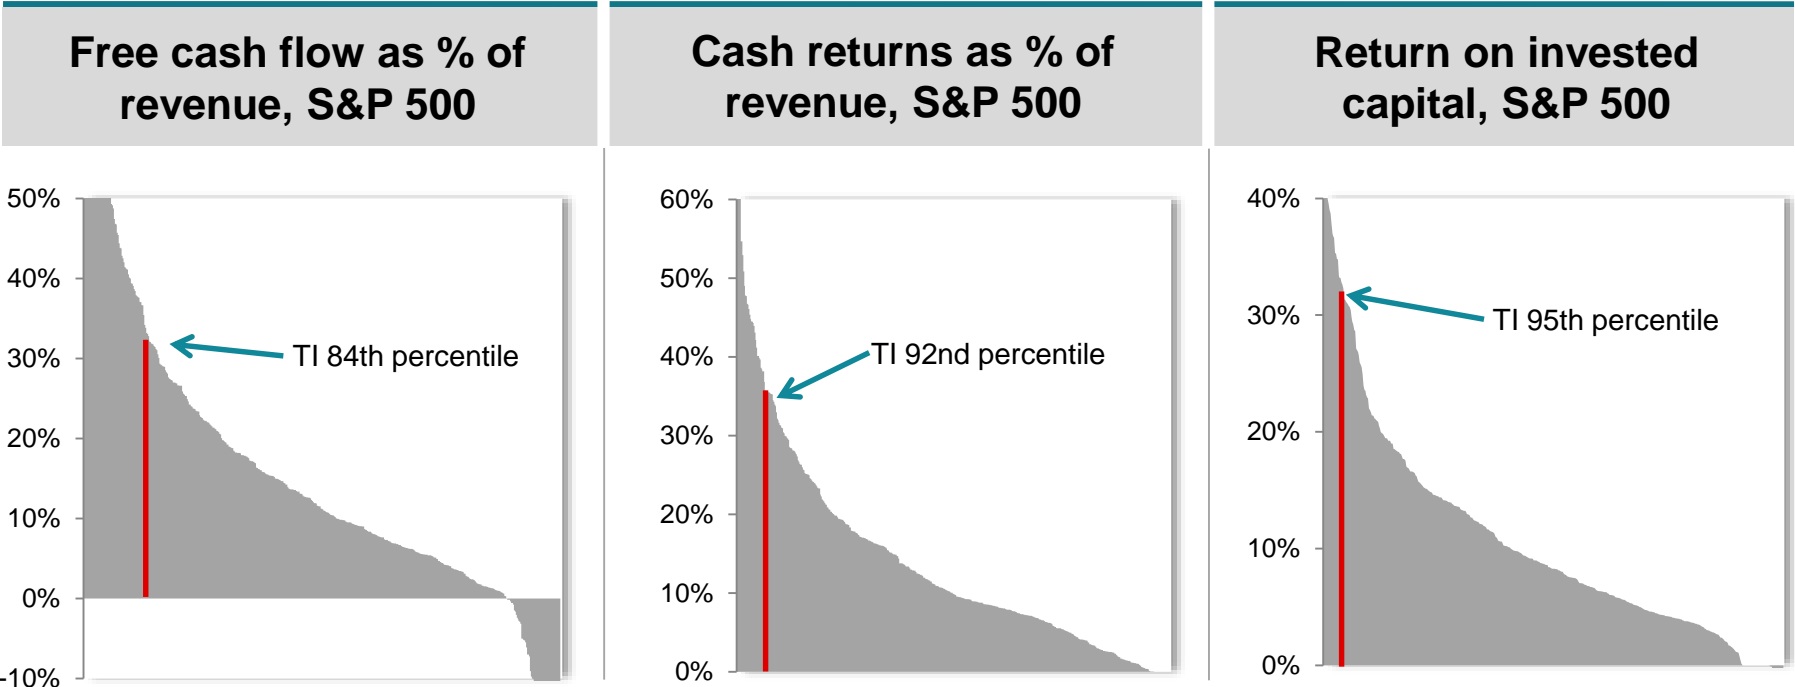 Free cash flow as % of
revenue, S&P 500
Cash returns as % of
revenue, S&P 500
Return on invested
capital, S&P 500
50%
40%
30%
20%
10%
0%
-10%
TI 84th percentile
60%
50%
40%
30%
20%
10%
0%
TI 92nd percentile
40%
30%
20%
10%
0%
TI 95th percentile